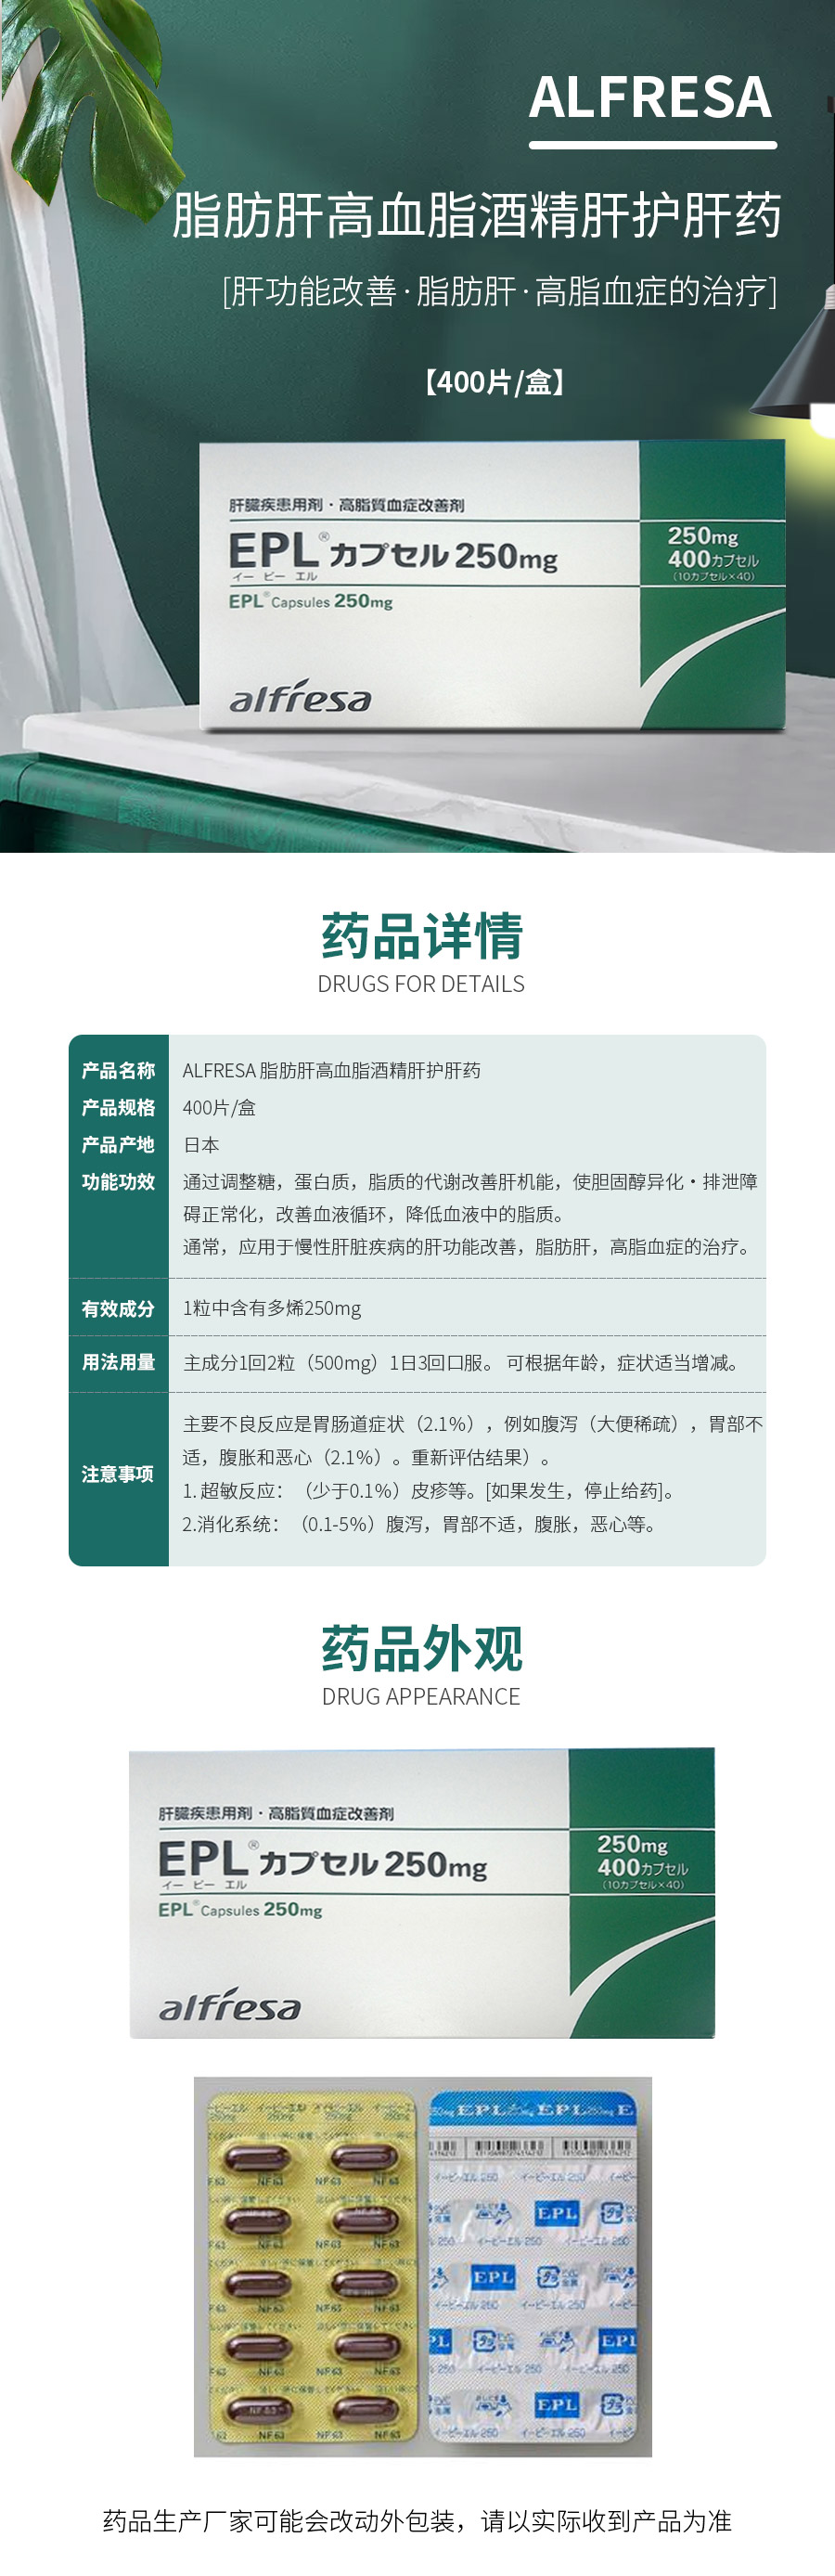 ALFRESA
脂肪肝高血脂酒精肝护肝药
[肝功能改善·脂肪肝·高脂血症的治疗]
【400片/盒】
肝臓疾患用剤・高脂質血症改善剤
EPL®カプセル 250mg
イー ピー エル
EPL® Capsules 250mg
250mg
400カプセル
(10カプセル×40)
alfresa
药品详情
DRUGS FOR DETAILS
产品名称 ALFRESA 脂肪肝高血脂酒精肝护肝药
产品规格 400片/盒
产品产地 日本
功能功效 通过调整糖，蛋白质，脂质的代谢改善肝机能，使胆固醇异化・排泄障
碍正常化，改善血液循环，降低血液中的脂质。
通常，应用于慢性肝脏疾病的肝功能改善，脂肪肝，高脂血症的治疗。
有效成分 1粒中含有多烯250mg
用法用量 主成分1回2粒（500mg）1日3回口服。 可根据年龄，症状适当增减。
注意事项
主要不良反应是胃肠道症状（2.1%），例如腹泻（大便稀疏），胃部不
适，腹胀和恶心（2.1%）。重新评估结果）。
1. 超敏反应：（少于0.1%）皮疹等。[如果发生，停止给药]。
2.消化系统：（0.1-5%）腹泻，胃部不适，腹胀，恶心等。
药品外观
DRUG APPEARANCE
肝臓疾患用剤・高脂質血症改善剤
EPL®カプセル 250mg
イー ピー エル
EPL® Capsules 250mg
250mg
400カプセル
(10カプセル×40)
alfresa
EPL 250mg EPL 250mg E
イーピーエル 250
EPL
EPL
EPL
EPL
NF63
NF63
NF63
NF63
NF63
药品生产厂家可能会改动外包装，请以实际收到产品为准